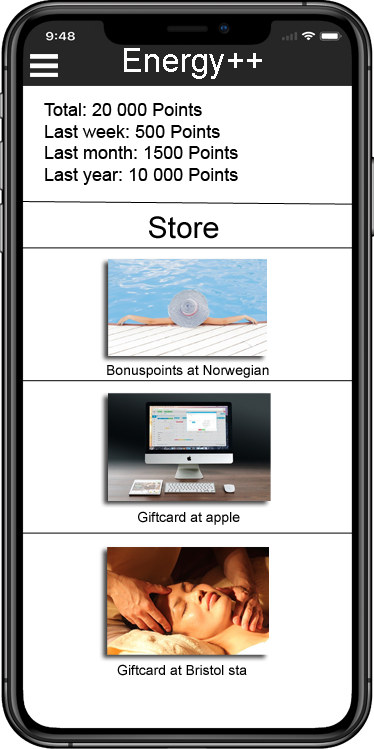 9:48
Energy++
Total: 20 000 Points
Last week: 500 Points
Last month: 1500 Points
Last year: 10 000 Points
Store
Bonuspoints at Norwegian
Giftcard at apple
Giftcard at Bristol sta